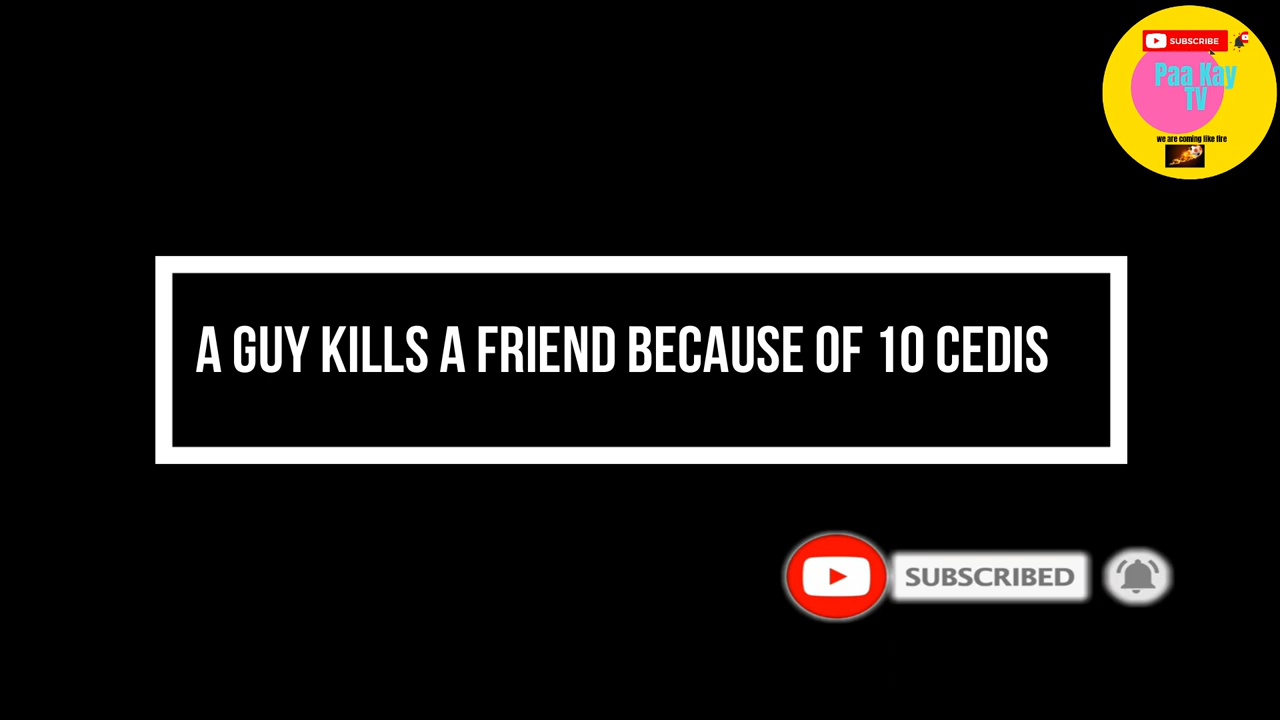 SUBSCRIBE
Paa Kay
TV
we are coming like fire
A GUY KILLS A FRIEND BECAUSE OF 10 CEDIS
SUBSCRIBED